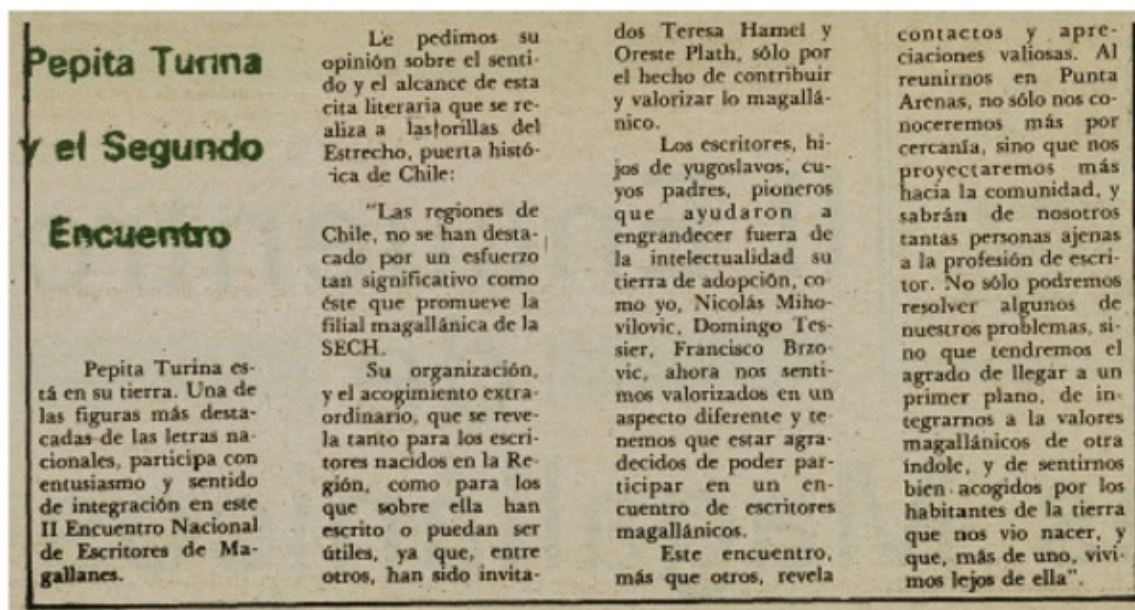 Pepita Turina
y el Segundo
Encuentro
Pepita Turina es-
tá en su tierra. Una de
las figuras más desta-
cadas de las letras na-
cionales, participa con
entusiasmo y sentido
de integración en este
II Encuentro Nacional
de Escritores de Ma-
gallanes.
Le pedimos su
opinión sobre el senti-
do y el alcance de esta
cita literaria que se re-
aliza a las orillas del
Estrecho, puerta histó-
rica de Chile:
"Las regiones de
Chile, no se han desta-
cado por un esfuerzo
tan significativo como
éste que promueve la
filial magallánica de la
SECH.
Su organización,
y el acogimiento extra-
ordinario, que se reve-
la tanto para los escri-
tores nacidos en la Re-
gión, como para los
que sobre ella han
escrito o puedan ser
útiles, ya que, entre
otros, han sido invita-
dos Teresa Hamel y
Oreste Plath, sólo por
el hecho de contribuir
y valorizar lo magallá-
nico.
Los escritores, hi-
jos de yugoslavos, cu-
yos padres, pioneros
que ayudaron a
engrandecer fuera de
la intelectualidad su
tierra de adopción, co-
mo yo, Nicolás Miho-
vilovic, Domingo Tes-
sier, Francisco Brzo-
vic, ahora nos senti-
mos valorizados en un
aspecto diferente y te-
nemos que estar agra-
decidos de poder par-
ticipar en un en-
cuentro de escritores
magallánicos.
Este encuentro,
más que otros, revela
contactos y apre-
ciaciones valiosas. Al
reunirnos en Punta
Arenas, no sólo nos co-
noceremos más por
cercanía, sino que nos
proyectaremos más
hacia la comunidad, y
sabrán de nosotros
tantas personas ajenas
a la profesión de escri-
tor. No sólo podremos
resolver algunos de
nuestros problemas, si-
no que tendremos el
agrado de llegar a un
primer plano, de in-
tegrarnos a la valores
magallánicos de otra
índole, y de sentirnos
bien acogidos por los
habitantes de la tierra
que nos vio nacer, y
que, más de uno, vivi-
mos lejos de ella".